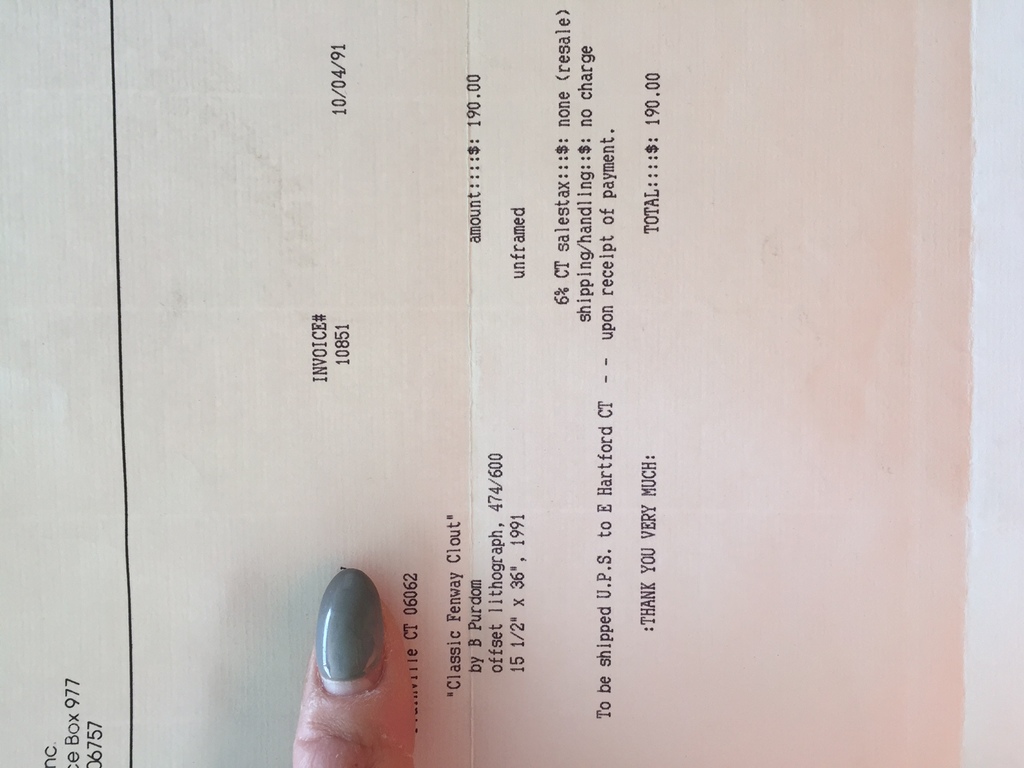 nc.
ce Box 977
06757
INVOICE# 10/04/91
10851
CT 06062
"Classic Fenway Clout" amount::::$: 190.00
by B Purdom
offset lithograph, 474/600
15 1/2" x 36", 1991 unframed
6% CT salestax:::$: none (resale)
shipping/handling::$: no charge
To be shipped U.P.S. to E Hartford CT - - upon receipt of payment.
:THANK YOU VERY MUCH: TOTAL::::$: 190.00